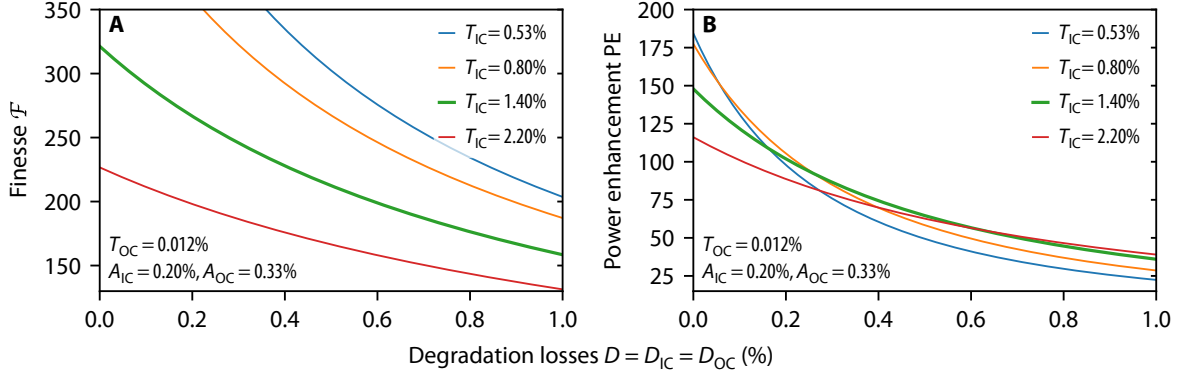 A
350
300
250
200
150
Finesse ℱ
T_IC = 0.53%
T_IC = 0.80%
T_IC = 1.40%
T_IC = 2.20%
T_OC = 0.012%
A_IC = 0.20%, A_OC = 0.33%
0.0 0.2 0.4 0.6 0.8 1.0
B
200
175
150
125
100
75
50
25
Power enhancement PE
T_IC = 0.53%
T_IC = 0.80%
T_IC = 1.40%
T_IC = 2.20%
T_OC = 0.012%
A_IC = 0.20%, A_OC = 0.33%
0.0 0.2 0.4 0.6 0.8 1.0
Degradation losses D = D_IC = D_OC (%)